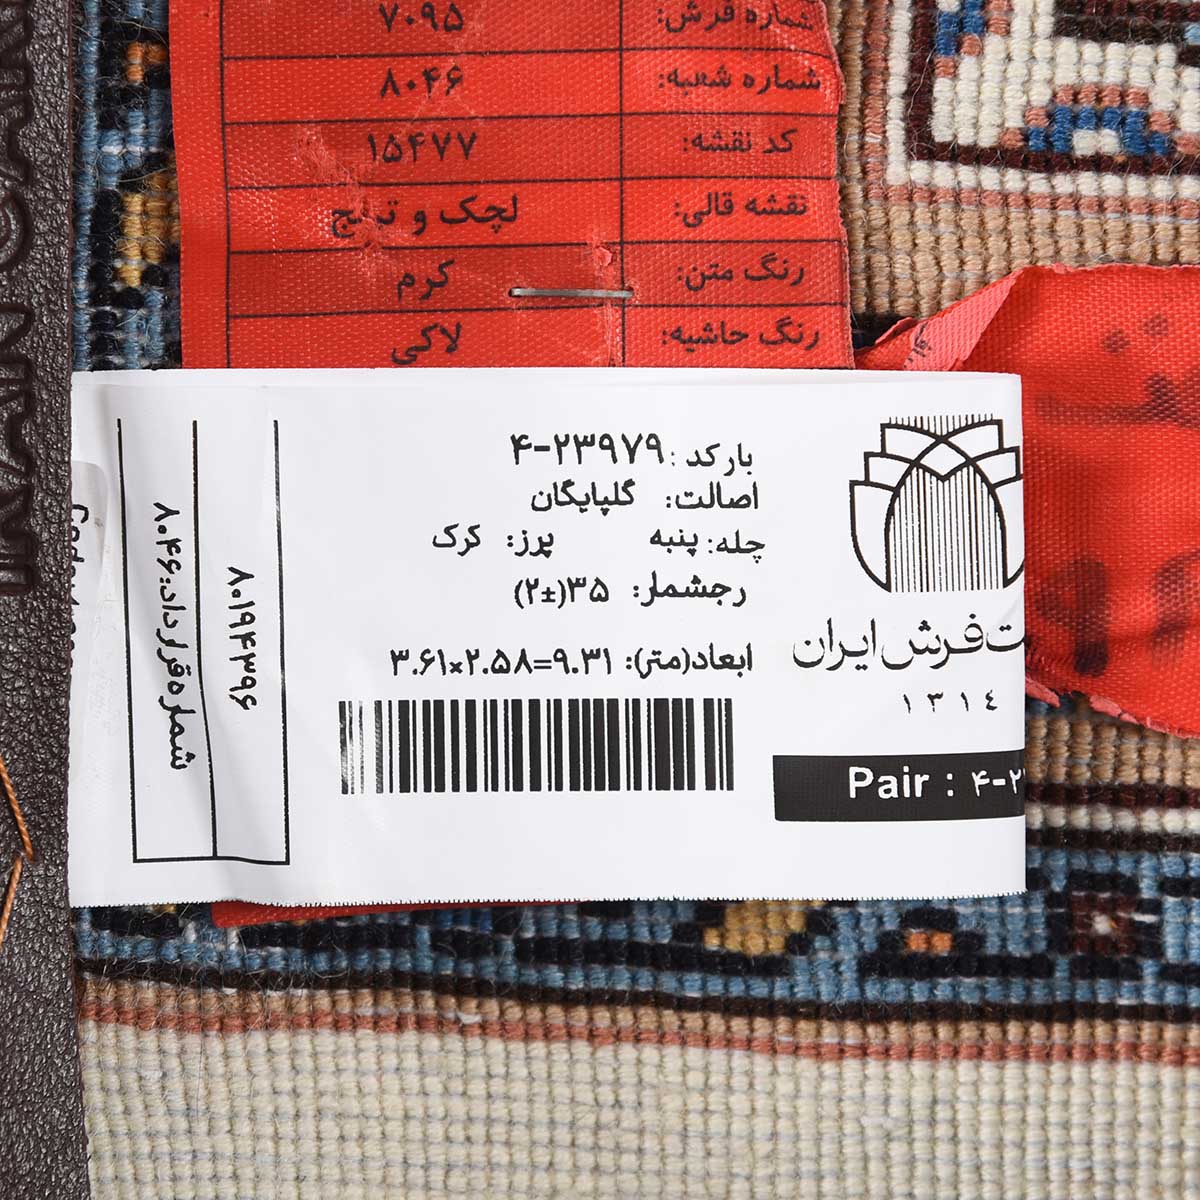 شماره فرش: ۷۰۹۵
شماره شعبه: ۸۰۴۶
کد نقشه: ۱۵۴۷۷
نقشه قالی: لچک و ترنج
رنگ متن: کرم
رنگ حاشیه: لاکی
بارکد: ۴-۲۳۹۷۹
اصالت: گلپایگان
چله: پنبه پرز: کرک
رجشمار: ۳۵(±۲)
ابعاد(متر): ۳.۶۱×۲.۵۸=۹.۳۱
فرش ایران
۱۳۱٤
Pair : ۴-۲
۸۰۱۹۴۳۹۶
شماره قرارداد: ۸۰۴۶